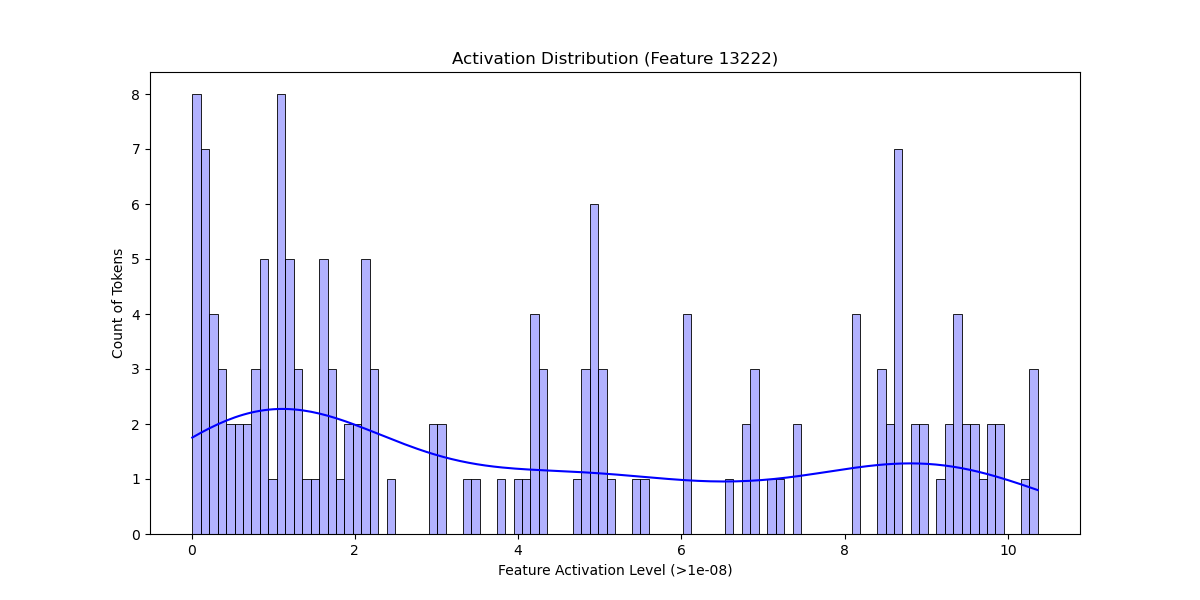 Activation Distribution (Feature 13222)
8
7
6
5
4
3
2
1
0
Count of Tokens
0 2 4 6 8 10
Feature Activation Level (>1e-08)